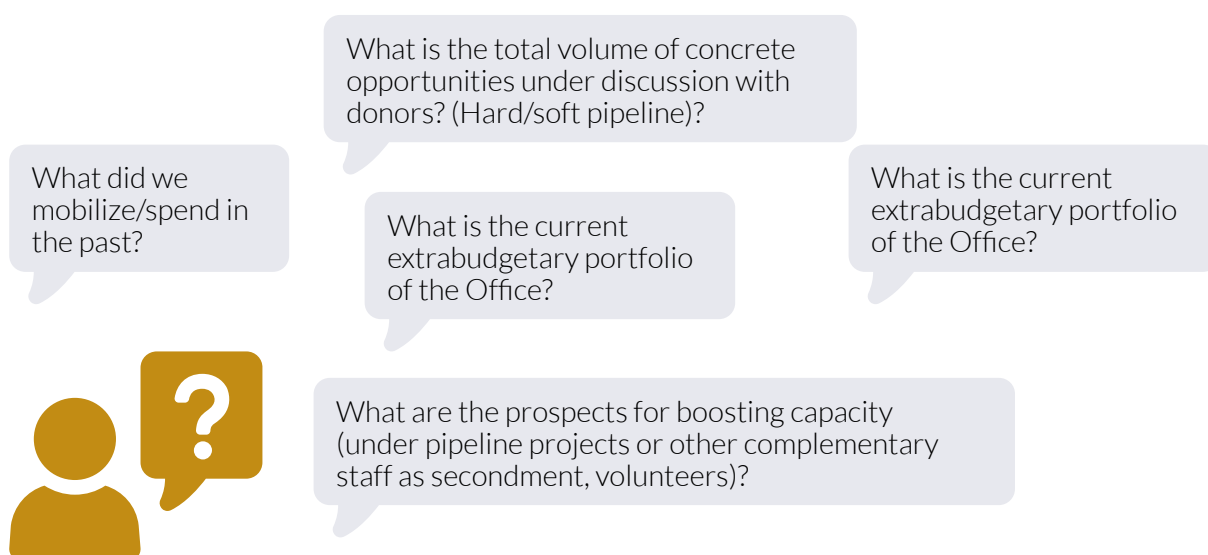 What is the total volume of concrete
opportunities under discussion with
donors? (Hard/soft pipeline)?
What did we
mobilize/spend in
the past?
What is the current
extrabudgetary portfolio
of the Office?
What is the current
extrabudgetary portfolio
of the Office?
?
What are the prospects for boosting capacity
(under pipeline projects or other complementary
staff as secondment, volunteers)?